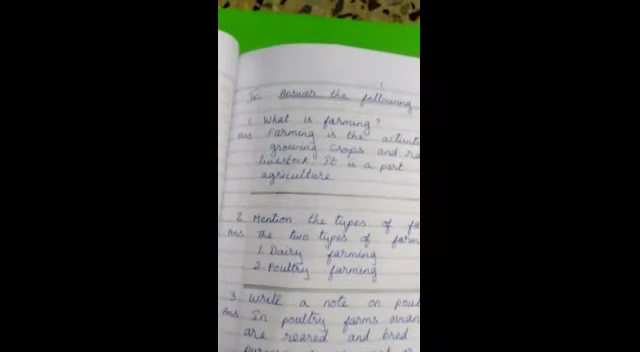 IV. Answer the following
1. What is farming?
Ans Farming is the
growing crops and
livestock. It is a part
agriculture
2. Mention the types of
Ans The two types of
1. Dairy farming
2. Poultry farming
3. Write a note on
Ans In poultry farms
are reared and bred